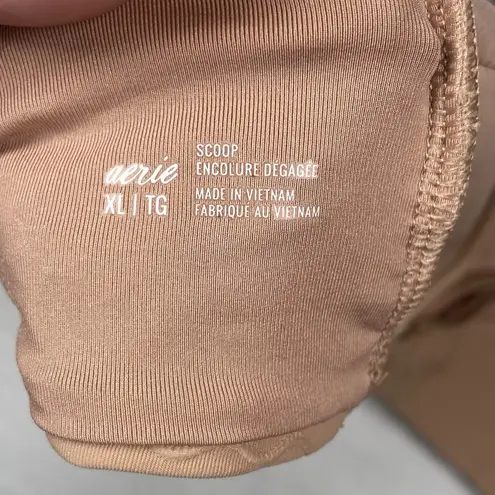 aerie
XL | TG
SCOOP
ENCOLURE DÉGAGÉE
MADE IN VIETNAM
FABRIQUÉ AU VIETNAM